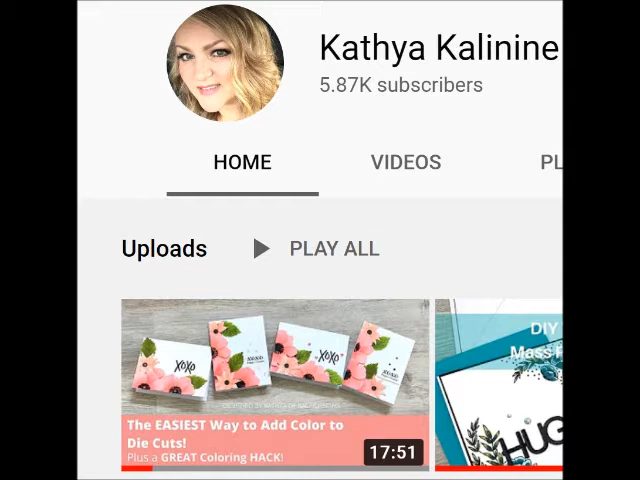 Kathya Kalinine
5.87K subscribers
HOME VIDEOS PL
Uploads PLAY ALL
XOXO
XOXO
The EASIEST Way to Add Color to
Die Cuts!
Plus a GREAT Coloring HACK!
17:51
DIY
Mass
HUG